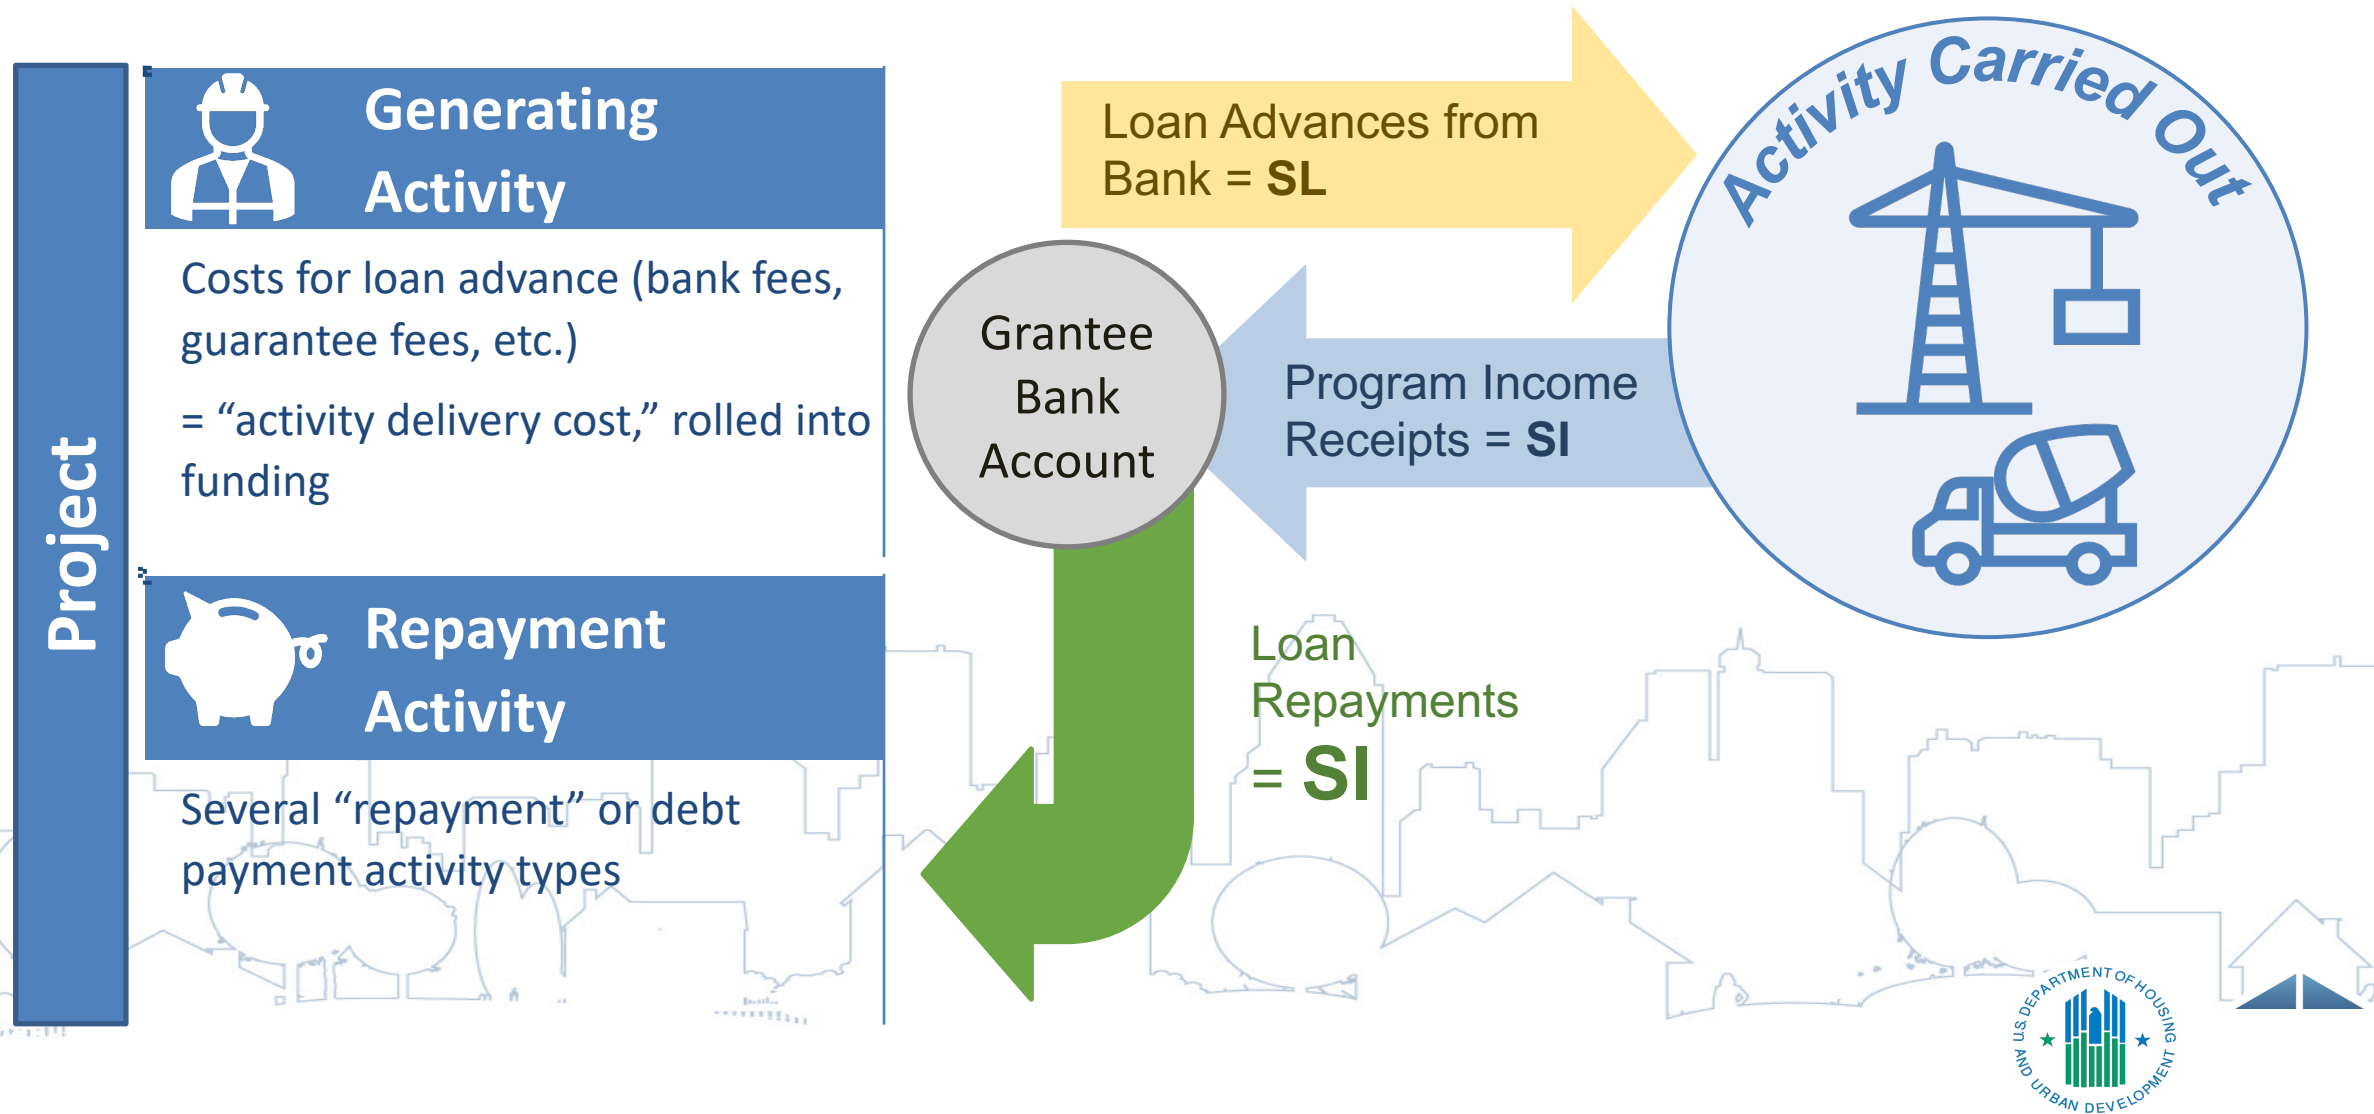 Project
Generating
Activity
Costs for loan advance (bank fees,
guarantee fees, etc.)
= “activity delivery cost,” rolled into
funding
Repayment
Activity
Several “repayment” or debt
payment activity types
Grantee
Bank
Account
Loan Advances from
Bank = SL
Program Income
Receipts = SI
Loan
Repayments
= SI
Activity Carried Out
U.S. DEPARTMENT OF HOUSING
AND URBAN DEVELOPMENT